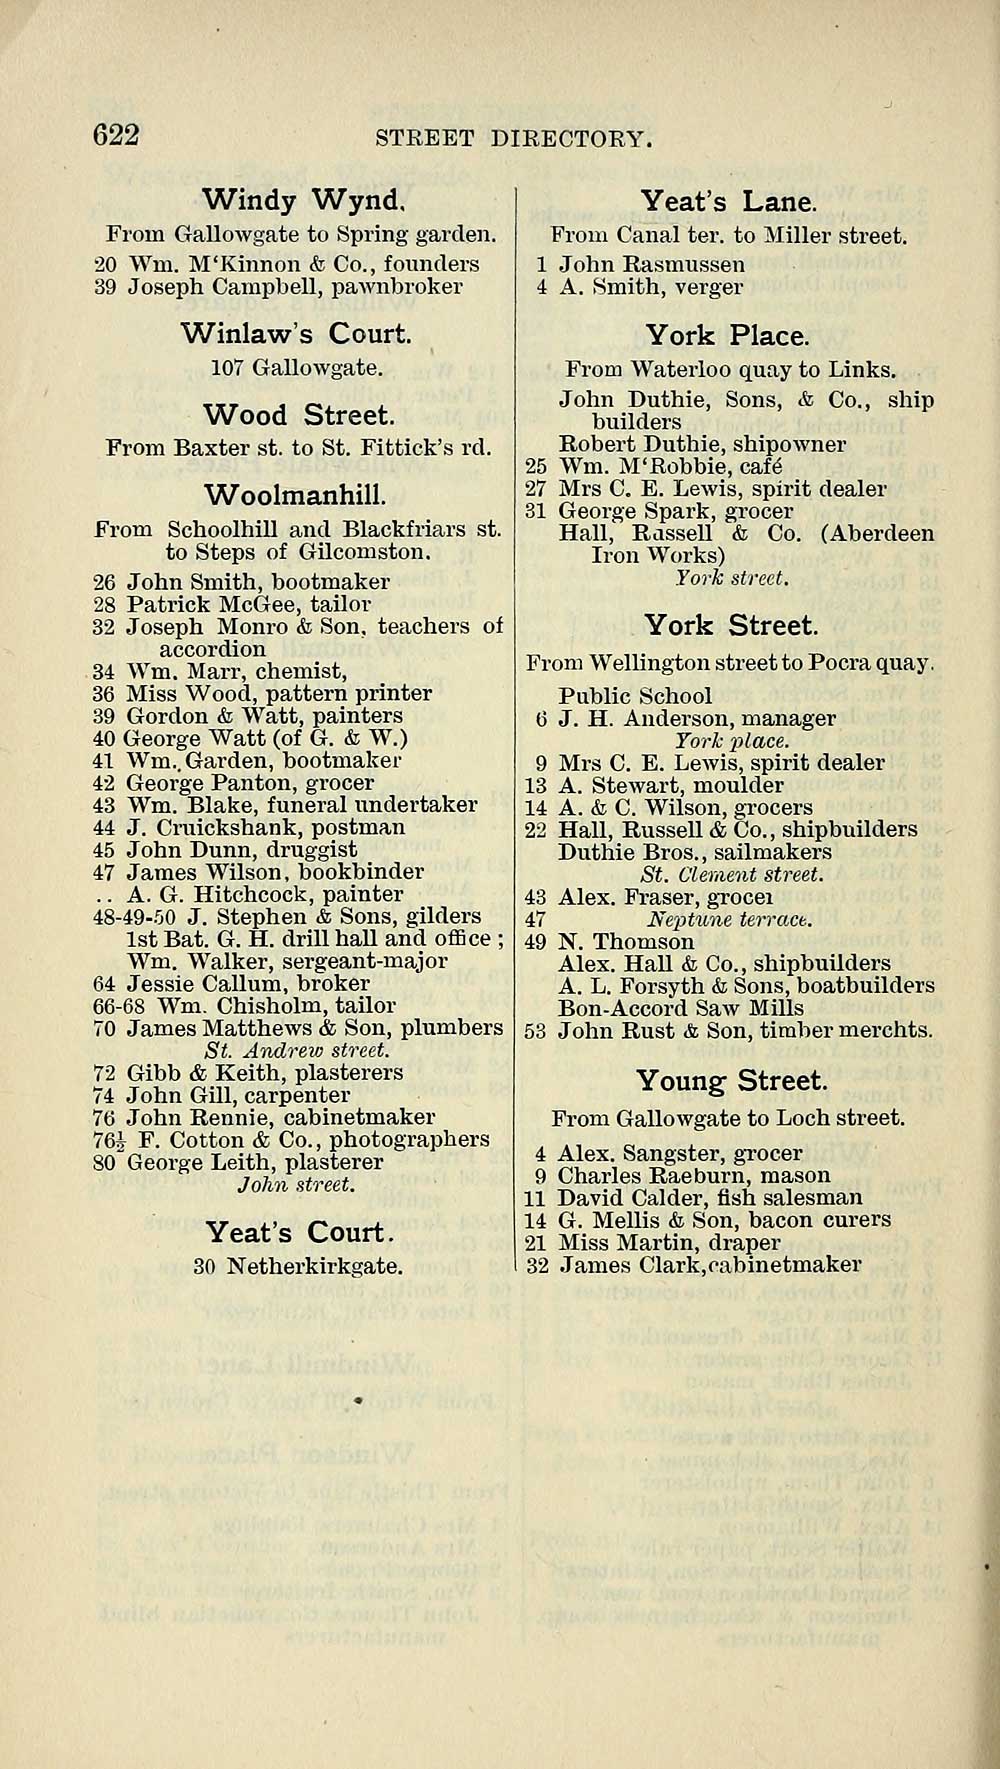 622
STREET DIRECTORY.
Windy Wynd.
From Gallowgate to Spring garden.
20 Wm. M‘Kinnon & Co., founders
39 Joseph Campbell, pawnbroker
Winlaw's Court.
107 Gallowgate.
Wood Street.
From Baxter st. to St. Fittick's rd.
Woolmanhill.
From Schoolhill and Blackfriars st.
to Steps of Gilcomston.
26 John Smith, bootmaker
28 Patrick McGee, tailor
32 Joseph Monro & Son, teachers of
accordion
34 Wm. Marr, chemist,
36 Miss Wood, pattern printer
39 Gordon & Watt, painters
40 George Watt (of G. & W.)
41 Wm. Garden, bootmaker
42 George Panton, grocer
43 Wm. Blake, funeral undertaker
44 J. Cruickshank, postman
45 John Dunn, druggist
47 James Wilson, bookbinder
.. A. G. Hitchcock, painter
48-49-50 J. Stephen & Sons, gilders
1st Bat. G. H. drill hall and office ;
Wm. Walker, sergeant-major
64 Jessie Callum, broker
66-68 Wm. Chisholm, tailor
70 James Matthews & Son, plumbers
St. Andrew street.
72 Gibb & Keith, plasterers
74 John Gill, carpenter
76 John Rennie, cabinetmaker
76½ F. Cotton & Co., photographers
80 George Leith, plasterer
John street.
Yeat's Court.
30 Netherkirkgate.
Yeat's Lane.
From Canal ter. to Miller street.
1 John Rasmussen
4 A. Smith, verger
York Place.
From Waterloo quay to Links.
John Duthie, Sons, & Co., ship
builders
Robert Duthie, shipowner
25 Wm. M‘Robbie, café
27 Mrs C. E. Lewis, spirit dealer
31 George Spark, grocer
Hall, Russell & Co. (Aberdeen
Iron Works)
York street.
York Street.
From Wellington street to Pocra quay.
Public School
6 J. H. Anderson, manager
York place.
9 Mrs C. E. Lewis, spirit dealer
13 A. Stewart, moulder
14 A. & C. Wilson, grocers
22 Hall, Russell & Co., shipbuilders
Duthie Bros., sailmakers
St. Clement street.
43 Alex. Fraser, grocer
47 Neptune terrace.
49 N. Thomson
Alex. Hall & Co., shipbuilders
A. L. Forsyth & Sons, boatbuilders
Bon-Accord Saw Mills
53 John Rust & Son, timber merchts.
Young Street.
From Gallowgate to Loch street.
4 Alex. Sangster, grocer
9 Charles Raeburn, mason
11 David Calder, fish salesman
14 G. Mellis & Son, bacon curers
21 Miss Martin, draper
32 James Clark, cabinetmaker